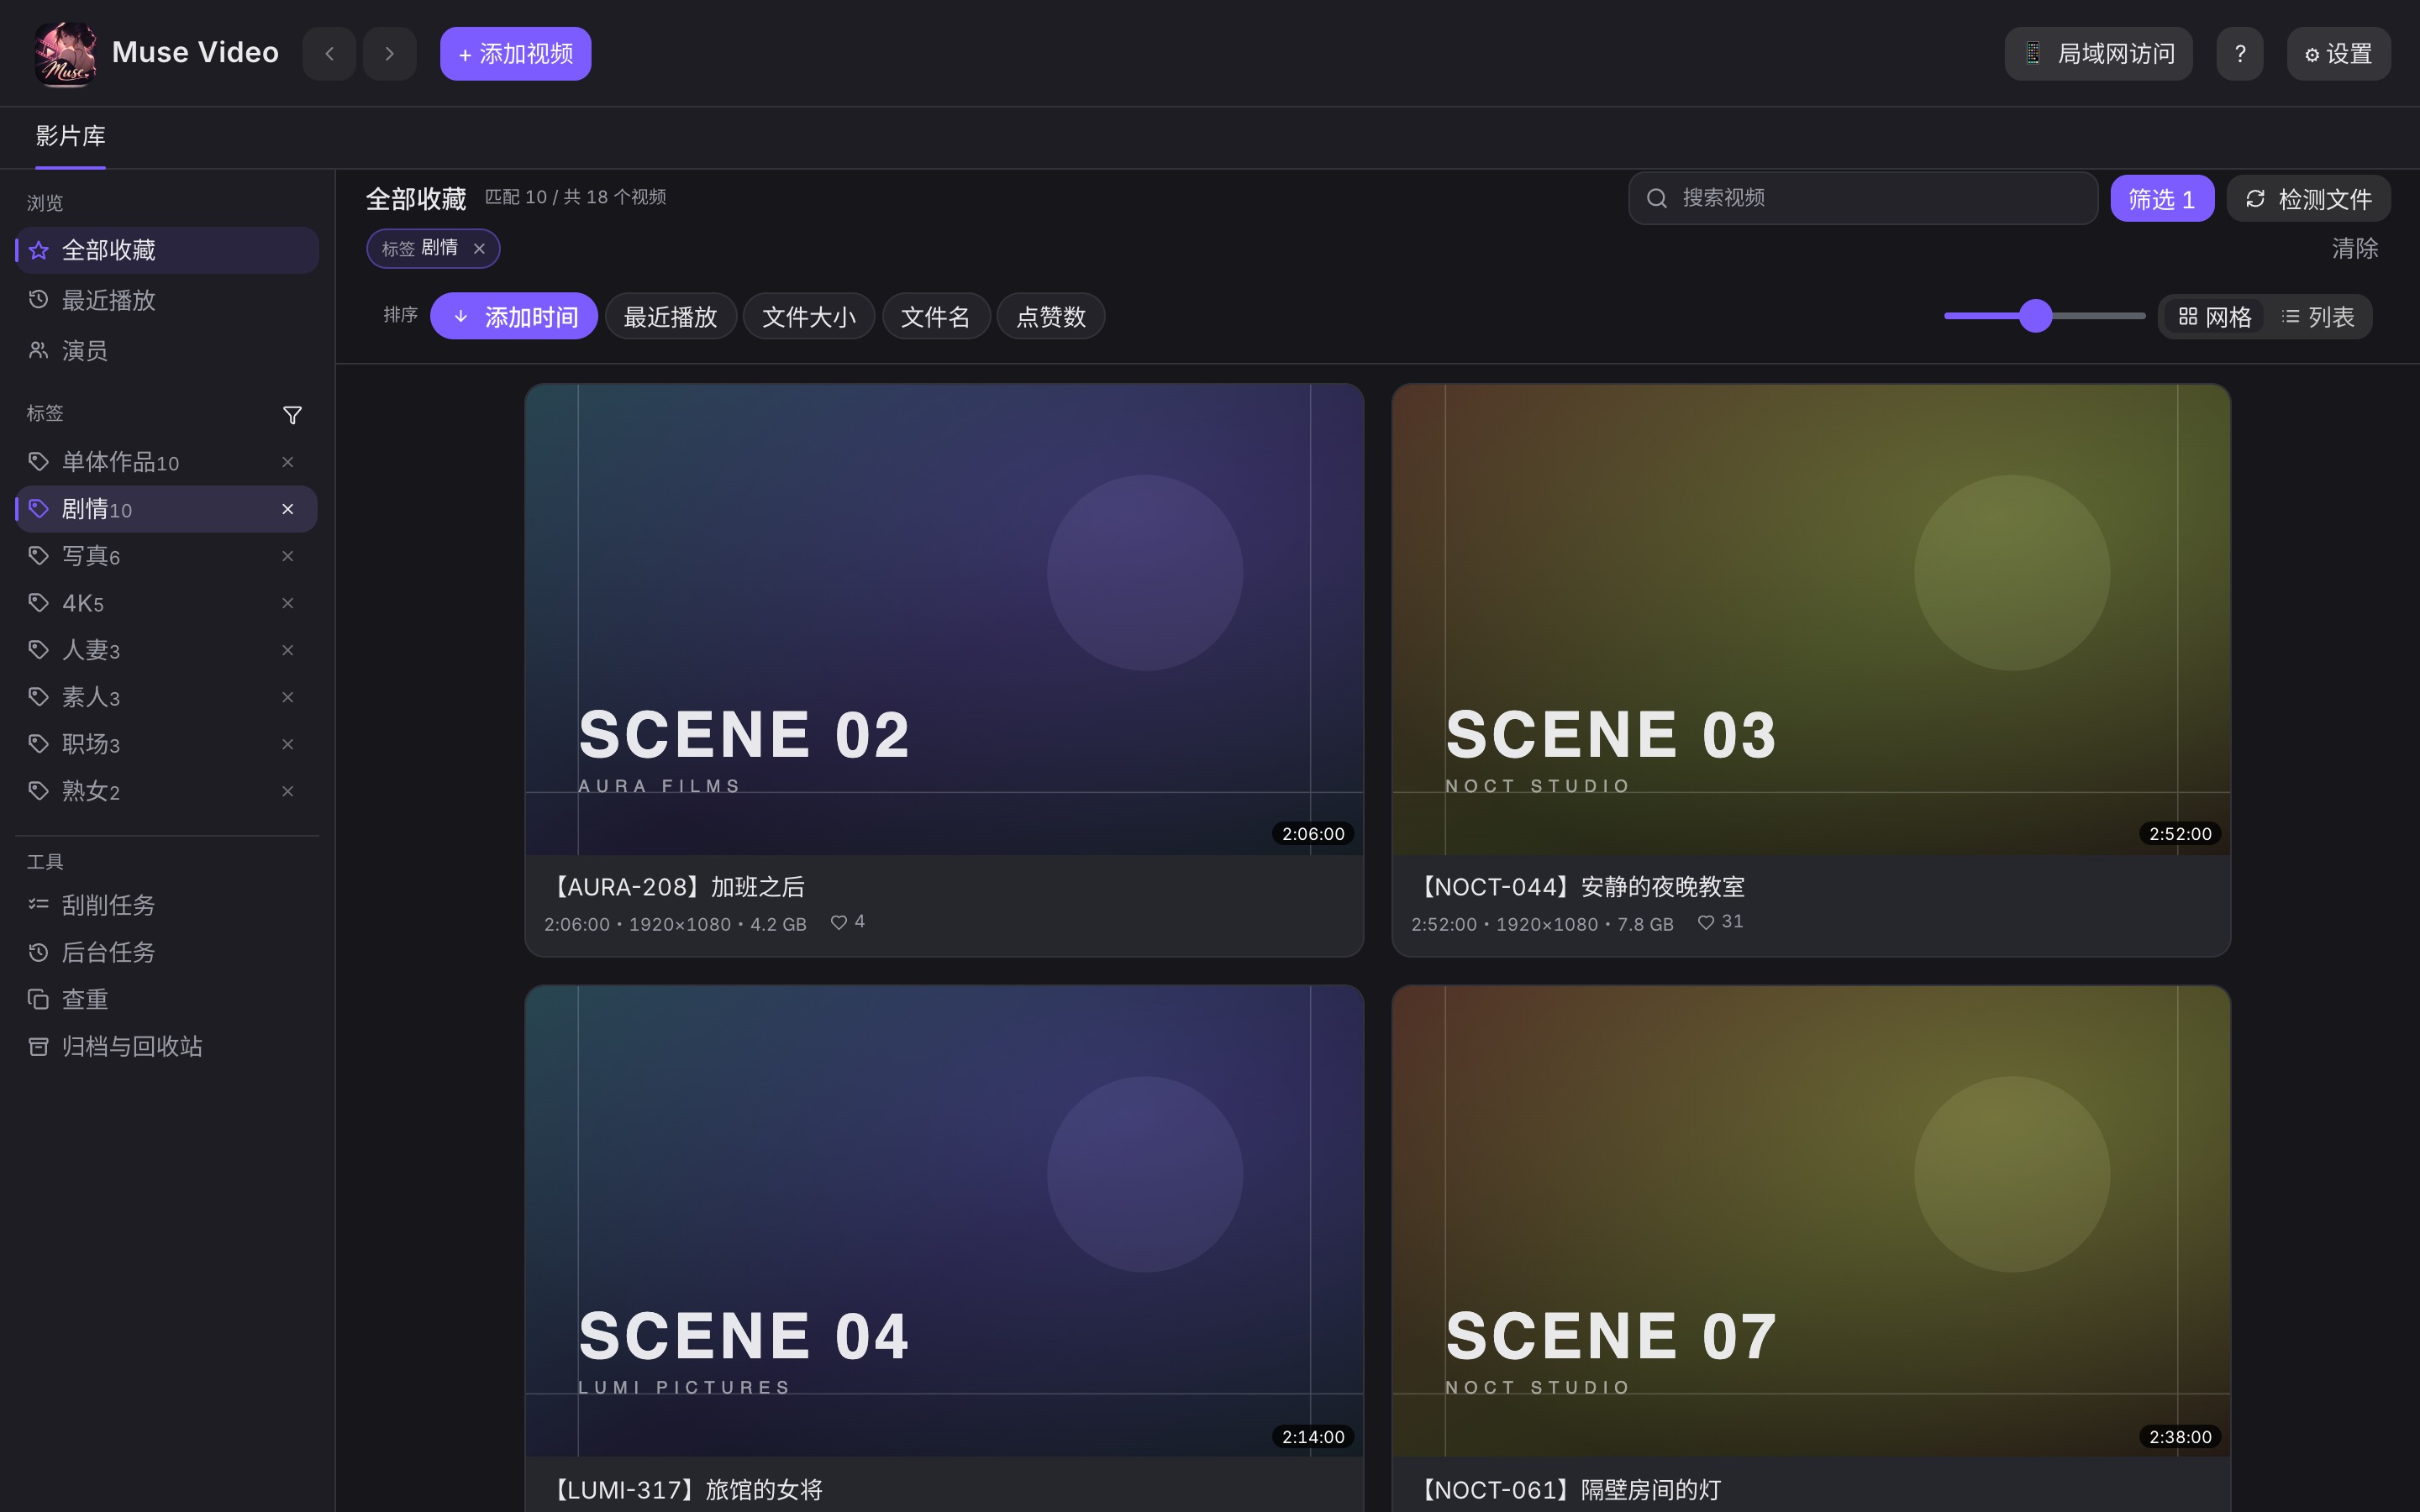 Muse
Muse Video
+ 添加视频
局域网访问
?
设置
影片库
浏览
全部收藏
最近播放
演员
标签
单体作品10
剧情10
写真6
4K5
人妻3
素人3
职场3
熟女2
工具
刮削任务
后台任务
查重
归档与回收站
全部收藏 匹配 10 / 共 18 个视频
搜索视频
筛选 1
检测文件
标签 剧情
清除
排序 添加时间 最近播放 文件大小 文件名 点赞数
网格 列表
SCENE 02
AURA FILMS
2:06:00
【AURA-208】加班之后
2:06:00 • 1920×1080 • 4.2 GB 4
SCENE 03
NOCT STUDIO
2:52:00
【NOCT-044】安静的夜晚教室
2:52:00 • 1920×1080 • 7.8 GB 31
SCENE 04
LUMI PICTURES
2:14:00
【LUMI-317】旅馆的女将
SCENE 07
NOCT STUDIO
2:38:00
【NOCT-061】隔壁房间的灯